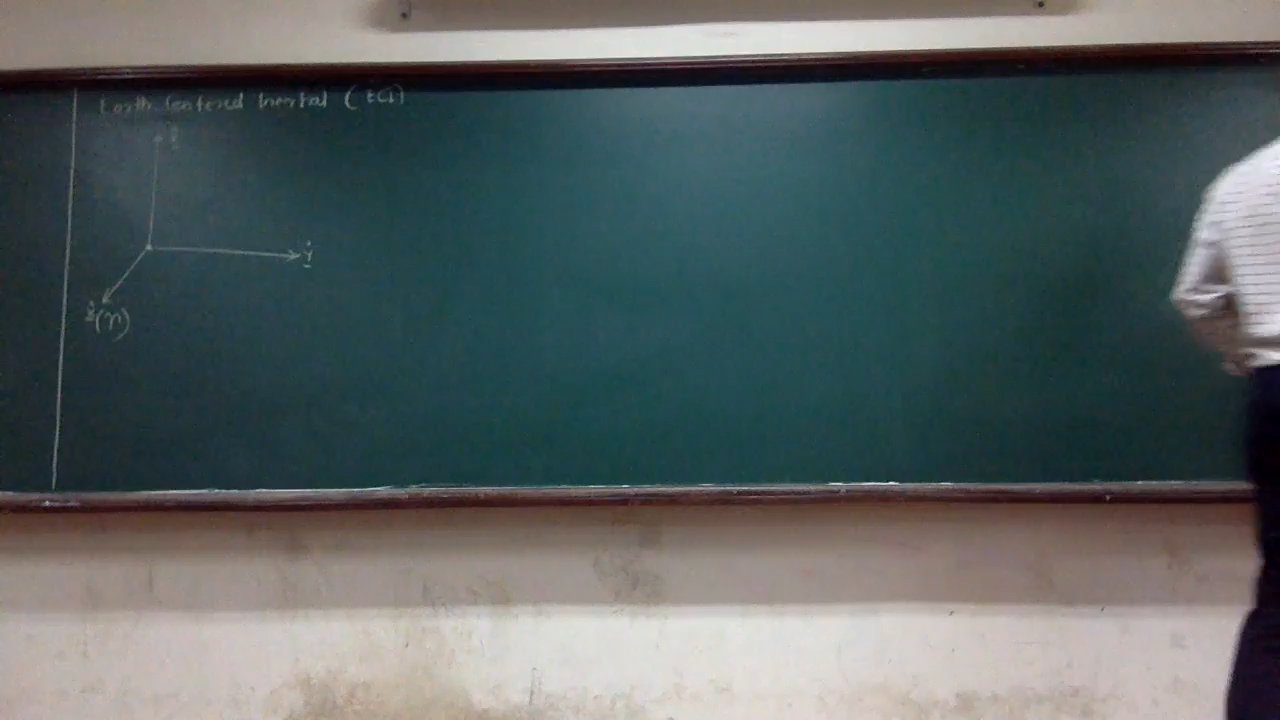 Earth Centered Inertial (ECI)
Ŷ
(♈)